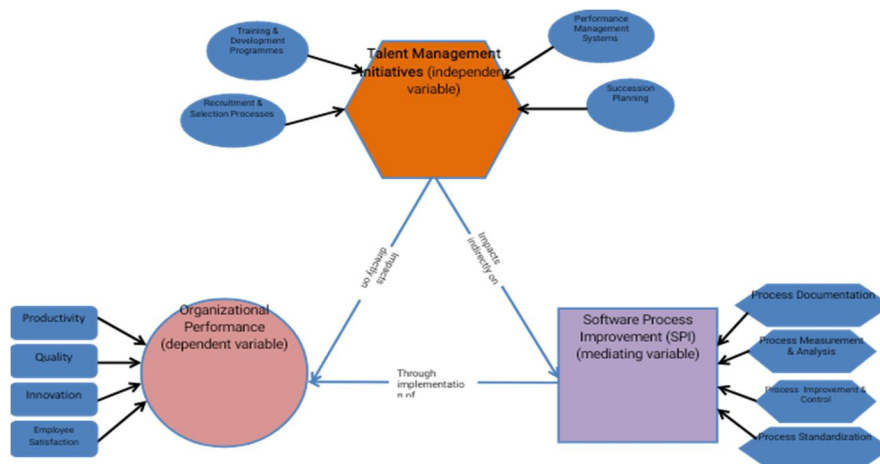 Training &
Development
Programmes
Performance
Management
Systems
Talent Management
Initiatives (independent
variable)
Recruitment &
Selection Processes
Succession
Planning
Impacts
directly on
Impacts
indirectly on
Productivity
Quality
Innovation
Employee
Satisfaction
Organizational
Performance
(dependent variable)
Through
implementatio
n of
Software Process
Improvement (SPI)
(mediating variable)
Process Documentation
Process Measurement
& Analysis
Process Improvement &
Control
Process Standardization